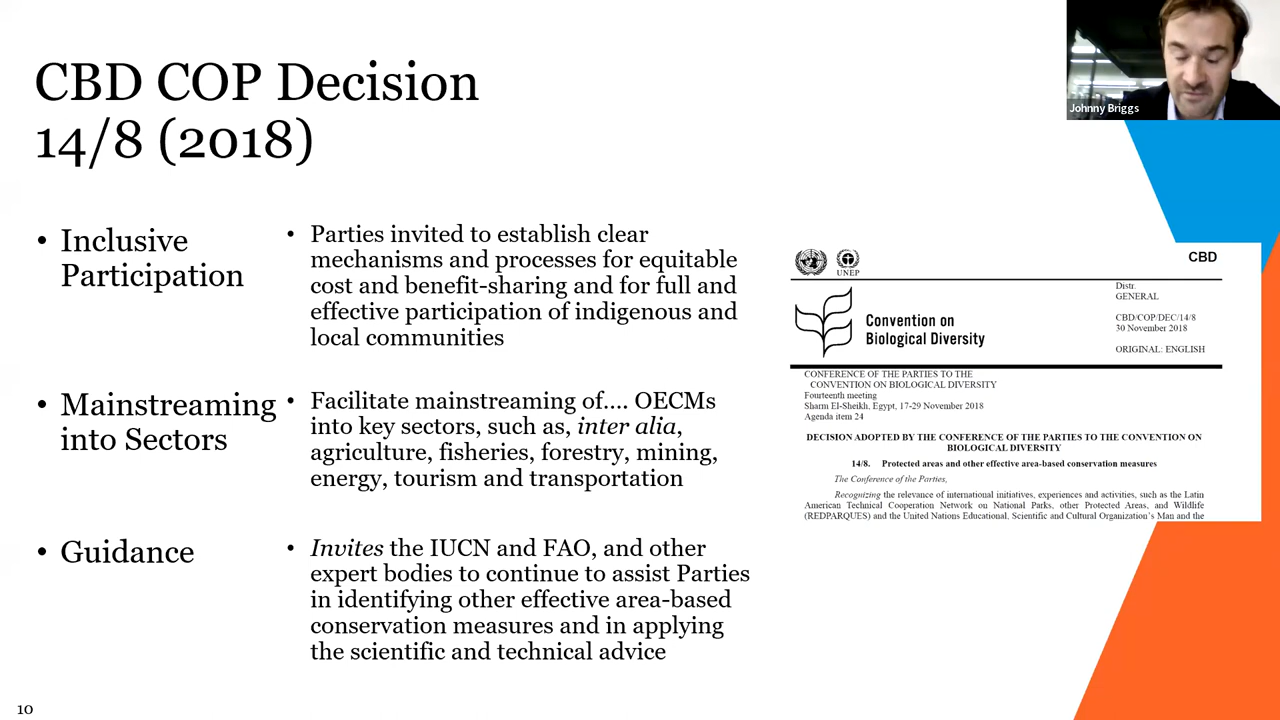 CBD COP Decision
14/8 (2018)
Johnny Briggs
• Inclusive
Participation
• Parties invited to establish clear
mechanisms and processes for equitable
cost and benefit-sharing and for full and
effective participation of indigenous and
local communities
• Mainstreaming
into Sectors
• Facilitate mainstreaming of.... OECMs
into key sectors, such as, inter alia,
agriculture, fisheries, forestry, mining,
energy, tourism and transportation
• Guidance
• Invites the IUCN and FAO, and other
expert bodies to continue to assist Parties
in identifying other effective area-based
conservation measures and in applying
the scientific and technical advice
UNEP
CBD
Convention on
Biological Diversity
Distr.
GENERAL
CBD/COP/DEC/14/8
30 November 2018
ORIGINAL: ENGLISH
CONFERENCE OF THE PARTIES TO THE
CONVENTION ON BIOLOGICAL DIVERSITY
Fourteenth meeting
Sharm El-Sheikh, Egypt, 17-29 November 2018
Agenda item 24
DECISION ADOPTED BY THE CONFERENCE OF THE PARTIES TO THE CONVENTION ON
BIOLOGICAL DIVERSITY
14/8. Protected areas and other effective area-based conservation measures
The Conference of the Parties,
Recognizing the relevance of international initiatives, experiences and activities, such as the Latin
American Technical Cooperation Network on National Parks, other Protected Areas, and Wildlife
(REDPARQUES) and the United Nations Educational, Scientific and Cultural Organization's Man and the
10